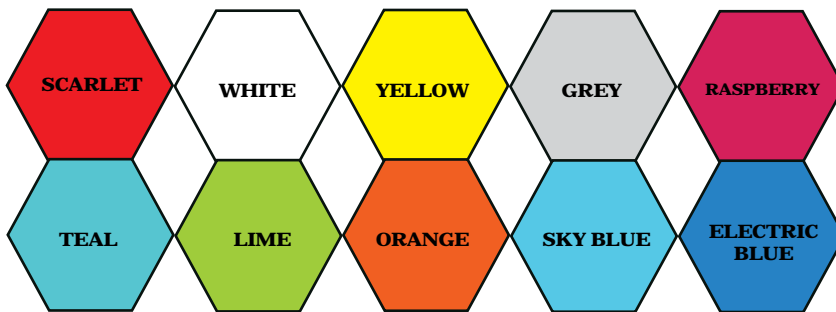 SCARLET
WHITE
YELLOW
GREY
RASPBERRY
TEAL
LIME
ORANGE
SKY BLUE
ELECTRIC
BLUE